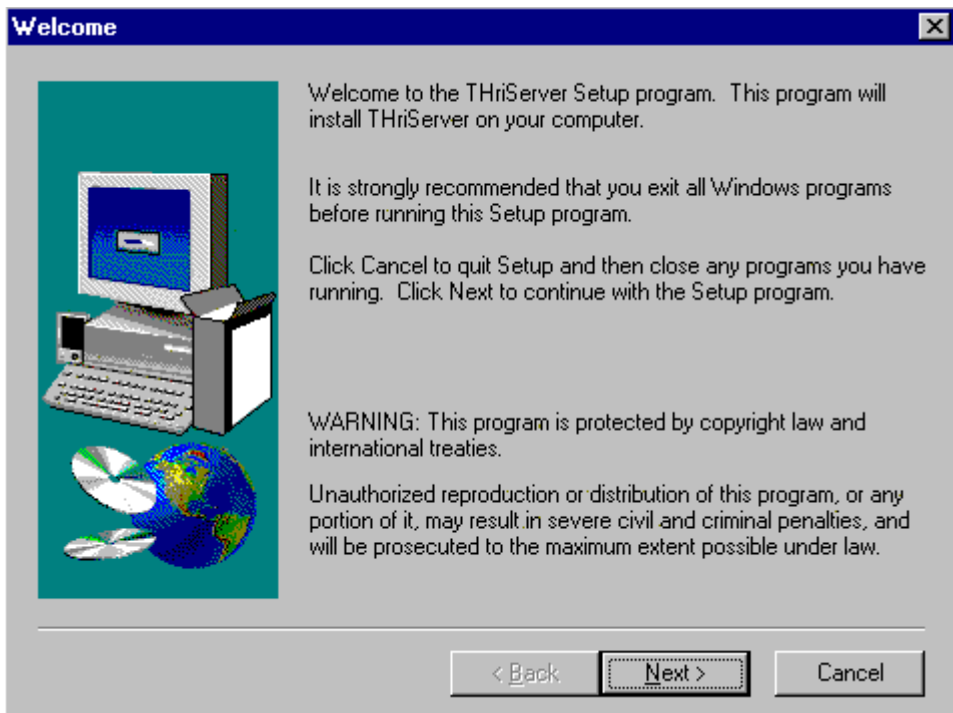 Welcome
Welcome to the THriServer Setup program.  This program will
install THriServer on your computer.
It is strongly recommended that you exit all Windows programs
before running this Setup program.
Click Cancel to quit Setup and then close any programs you have
running.  Click Next to continue with the Setup program.
WARNING: This program is protected by copyright law and
international treaties.
Unauthorized reproduction or distribution of this program, or any
portion of it, may result in severe civil and criminal penalties, and
will be prosecuted to the maximum extent possible under law.
< Back Next > Cancel